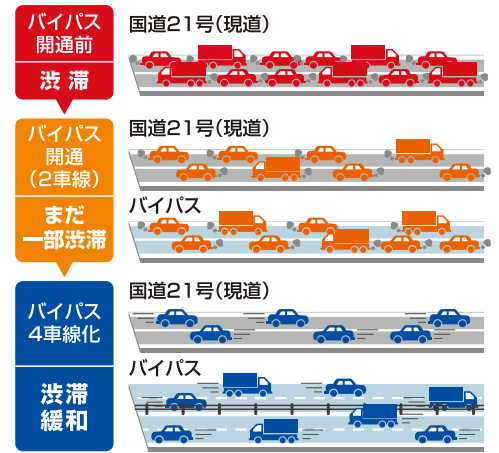 バイパス
開通前
渋滞
国道21号(現道)
バイパス
開通
(2車線)
まだ
一部渋滞
国道21号(現道)
バイパス
バイパス
4車線化
渋滞
緩和
国道21号(現道)
バイパス